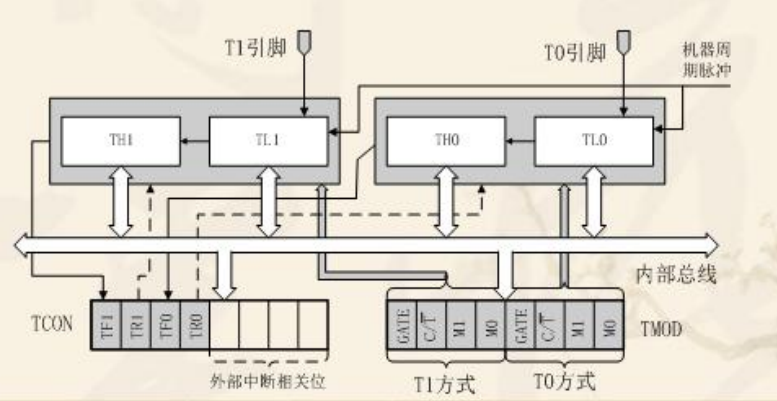 T1引脚
T0引脚
机器周
期脉冲
TH1
TL1
TH0
TL0
内部总线
TCON
TF1
TR1
TF0
TR0
GATE
C/T̅
M1
M0
GATE
C/T̅
M1
M0
TMOD
外部中断相关位
T1方式
T0方式